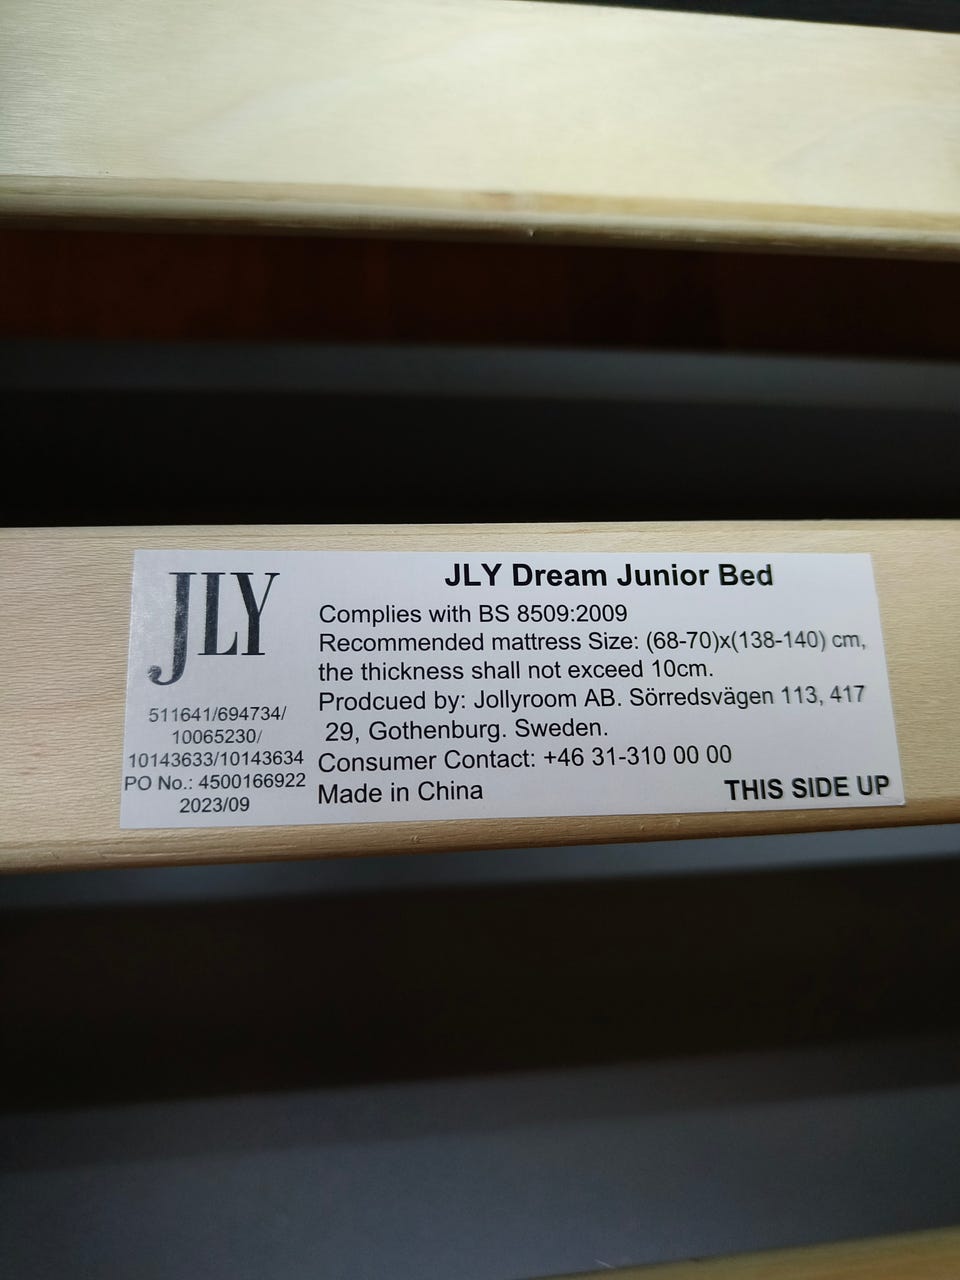 JLY
511641/694734/
10065230/
10143633/10143634
PO No.: 4500166922
2023/09
JLY Dream Junior Bed
Complies with BS 8509:2009
Recommended mattress Size: (68-70)x(138-140) cm,
the thickness shall not exceed 10cm.
Prodcued by: Jollyroom AB. Sörredsvägen 113, 417
29, Gothenburg. Sweden.
Consumer Contact: +46 31-310 00 00
Made in China
THIS SIDE UP